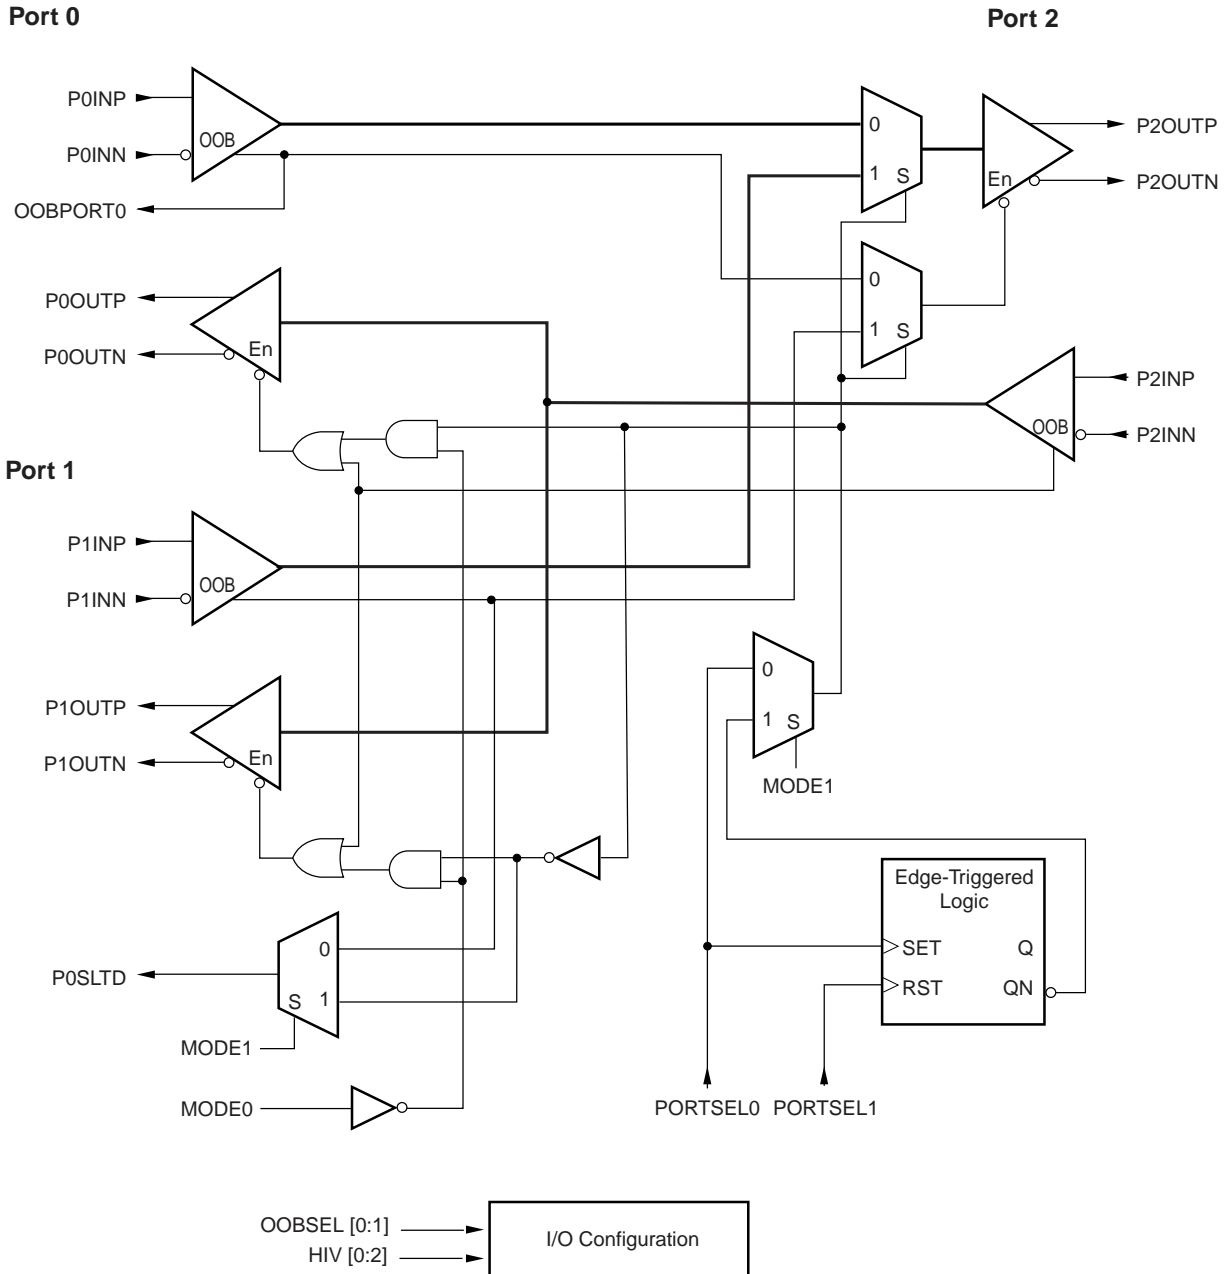 Port 0
Port 2
P0INP
P0INN
OOB
OOBPORT0
0
1
S
En
P2OUTP
P2OUTN
P0OUTP
P0OUTN
En
0
1
S
P2INP
P2INN
OOB
Port 1
P1INP
P1INN
OOB
P1OUTP
P1OUTN
En
0
1
S
MODE1
Edge-Triggered
Logic
SET
Q
RST
QN
P0SLTD
0
S
1
MODE1
MODE0
PORTSEL0
PORTSEL1
OOBSEL [0:1]
HIV [0:2]
I/O Configuration